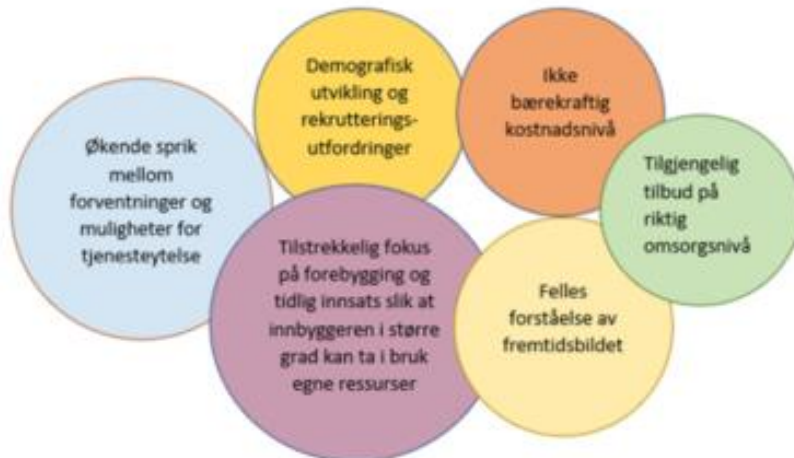 Økende sprik
mellom
forventninger og
muligheter for
tjenesteytelse
Demografisk
utvikling og
rekrutterings-
utfordringer
Ikke
bærekraftig
kostnadsnivå
Tilgjengelig
tilbud på
riktig
omsorgsnivå
Tilstrekkelig fokus
på forebygging og
tidlig innsats slik at
innbyggeren i større
grad kan ta i bruk
egne ressurser
Felles
forståelse av
fremtidsbildet